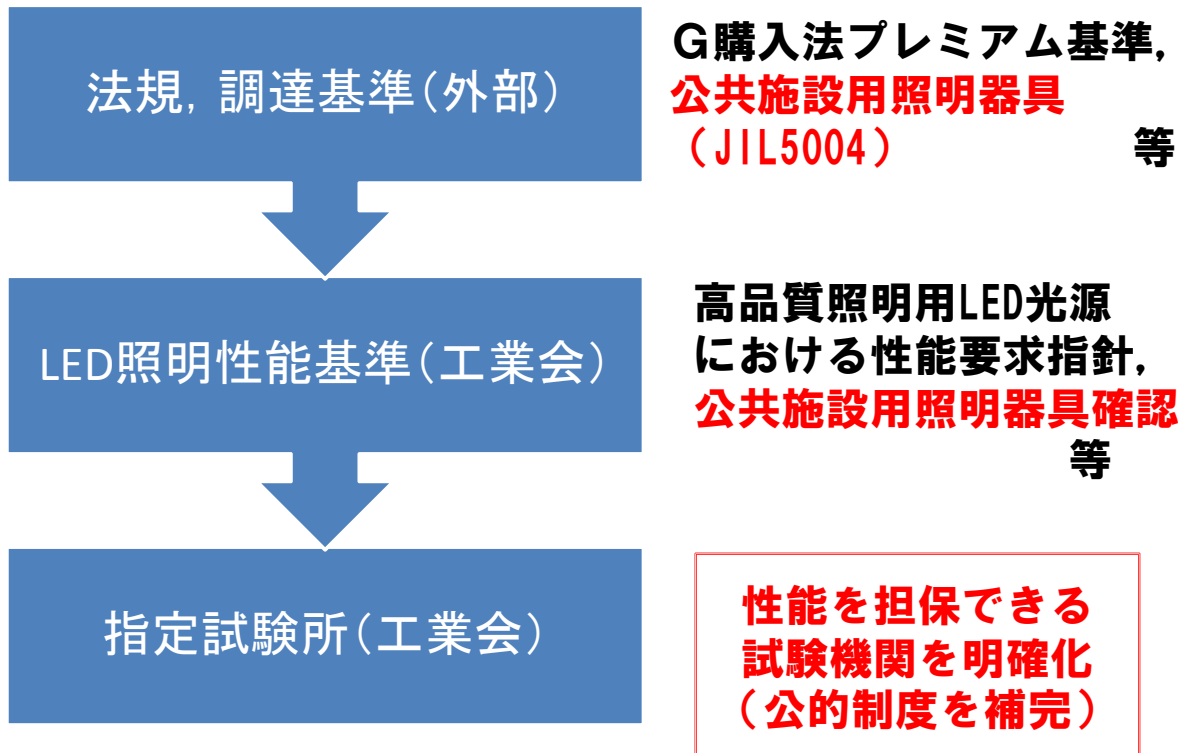 法規, 調達基準(外部)
G購入法プレミアム基準,
公共施設用照明器具
(JIL5004) 等
LED照明性能基準(工業会)
高品質照明用LED光源
における性能要求指針,
公共施設用照明器具確認
等
指定試験所(工業会)
性能を担保できる
試験機関を明確化
(公的制度を補完)